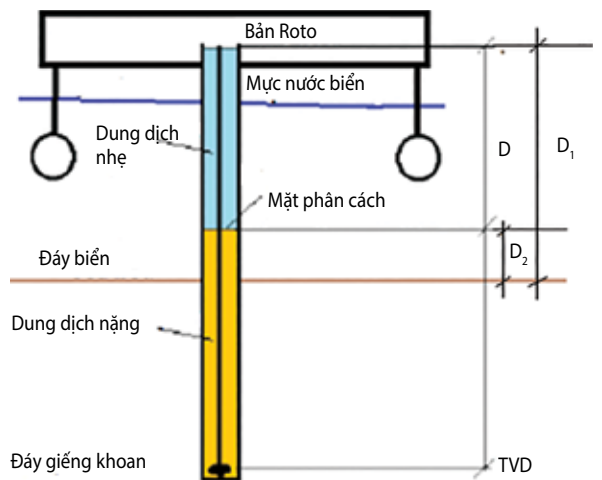 Bản Roto
Mực nước biển
Dung dịch
nhẹ
D
D₁
Mặt phân cách
D₂
Đáy biển
Dung dịch nặng
Đáy giếng khoan
TVD